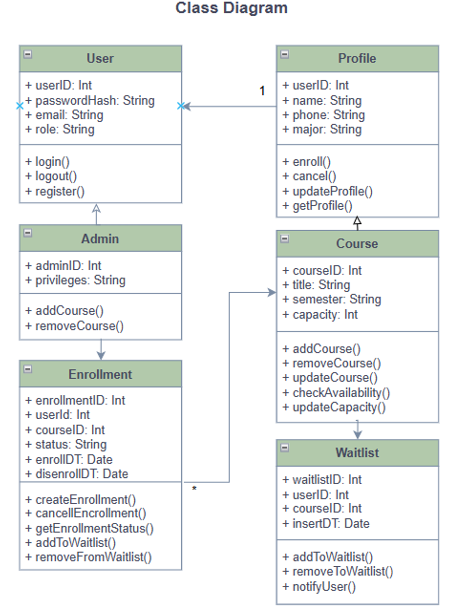 Class Diagram
User
+ userID: Int
+ passwordHash: String
+ email: String
+ role: String
+ login()
+ logout()
+ register()
1
Profile
+ userID: Int
+ name: String
+ phone: String
+ major: String
+ enroll()
+ cancel()
+ updateProfile()
+ getProfile()
Admin
+ adminID: Int
+ privileges: String
+ addCourse()
+ removeCourse()
Course
+ courseID: Int
+ title: String
+ semester: String
+ capacity: Int
+ addCourse()
+ removeCourse()
+ updateCourse()
+ checkAvailability()
+ updateCapacity()
Enrollment
+ enrollmentID: Int
+ userId: Int
+ courseID: Int
+ status: String
+ enrollDT: Date
+ disenrollDT: Date
+ createEnrollment()
+ cancellEncrollment()
+ getEnrollmentStatus()
+ addToWaitlist()
+ removeFromWaitlist()
*
Waitlist
+ waitlistID: Int
+ userID: Int
+ courseID: Int
+ insertDT: Date
+ addToWaitlist()
+ removeToWaitlist()
+ notifyUser()